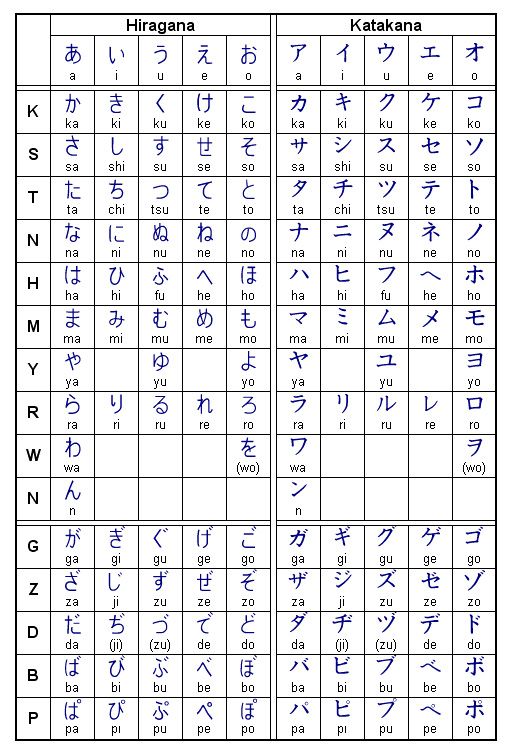 Hiragana Katakana
あ い う え お ア イ ウ エ オ
a i u e o a i u e o
K か き く け こ カ キ ク ケ コ
ka ki ku ke ko ka ki ku ke ko
S さ し す せ そ サ シ ス セ ソ
sa shi su se so sa shi su se so
T た ち つ て と タ チ ツ テ ト
ta chi tsu te to ta chi tsu te to
N な に ぬ ね の ナ ニ ヌ ネ ノ
na ni nu ne no na ni nu ne no
H は ひ ふ へ ほ ハ ヒ フ ヘ ホ
ha hi fu he ho ha hi fu he ho
M ま み む め も マ ミ ム メ モ
ma mi mu me mo ma mi mu me mo
Y や ゆ よ ヤ ユ ヨ
ya yu yo ya yu yo
R ら り る れ ろ ラ リ ル レ ロ
ra ri ru re ro ra ri ru re ro
W わ を ワ ヲ
wa (wo) wa (wo)
N ん ン
n n
G が ぎ ぐ げ ご ガ ギ グ ゲ ゴ
ga gi gu ge go ga gi gu ge go
Z ざ じ ず ぜ ぞ ザ ジ ズ ゼ ゾ
za ji zu ze zo za ji zu ze zo
D だ ぢ づ で ど ダ ヂ ヅ デ ド
da (ji) (zu) de do da (ji) (zu) de do
B ば び ぶ べ ぼ バ ビ ブ ベ ボ
ba bi bu be bo ba bi bu be bo
P ぱ ぴ ぷ ぺ ぽ パ ピ プ ペ ポ
pa pi pu pe po pa pi pu pe po